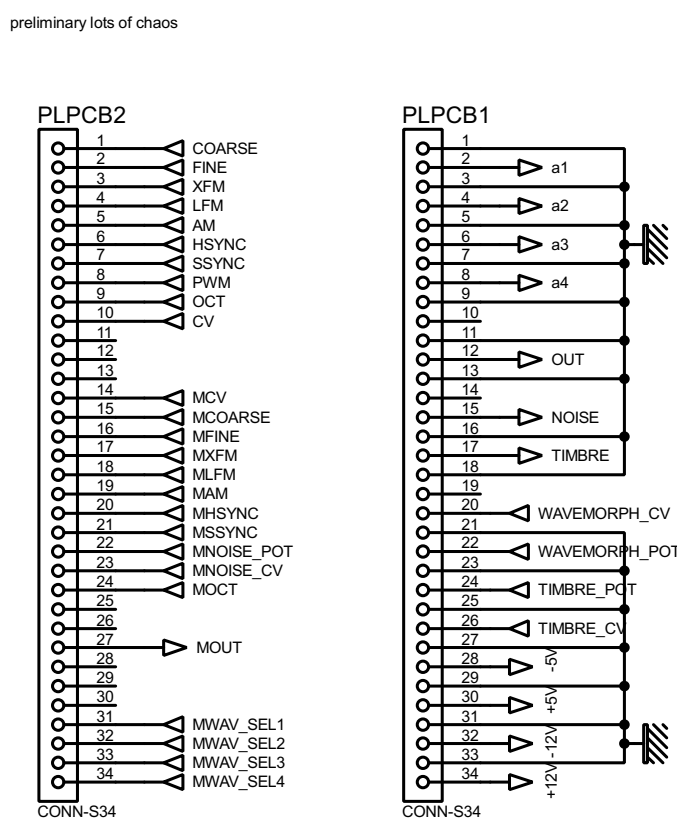 preliminary lots of chaos
PLPCB2
1 COARSE
2 FINE
3 XFM
4 LFM
5 AM
6 HSYNC
7 SSYNC
8 PWM
9 OCT
10 CV
11
12
13
14 MCV
15 MCOARSE
16 MFINE
17 MXFM
18 MLFM
19 MAM
20 MHSYNC
21 MSSYNC
22 MNOISE_POT
23 MNOISE_CV
24 MOCT
25
26
27 MOUT
28
29
30
31 MWAV_SEL1
32 MWAV_SEL2
33 MWAV_SEL3
34 MWAV_SEL4
CONN-S34
PLPCB1
1
2 a1
3
4 a2
5
6 a3
7
8 a4
9
10
11
12 OUT
13
14
15 NOISE
16
17 TIMBRE
18
19
20 WAVEMORPH_CV
21
22 WAVEMORPH_POT
23
24 TIMBRE_POT
25
26 TIMBRE_CV
27
28 -5V
29
30 +5V
31
32 -12V
33
34 +12V
CONN-S34